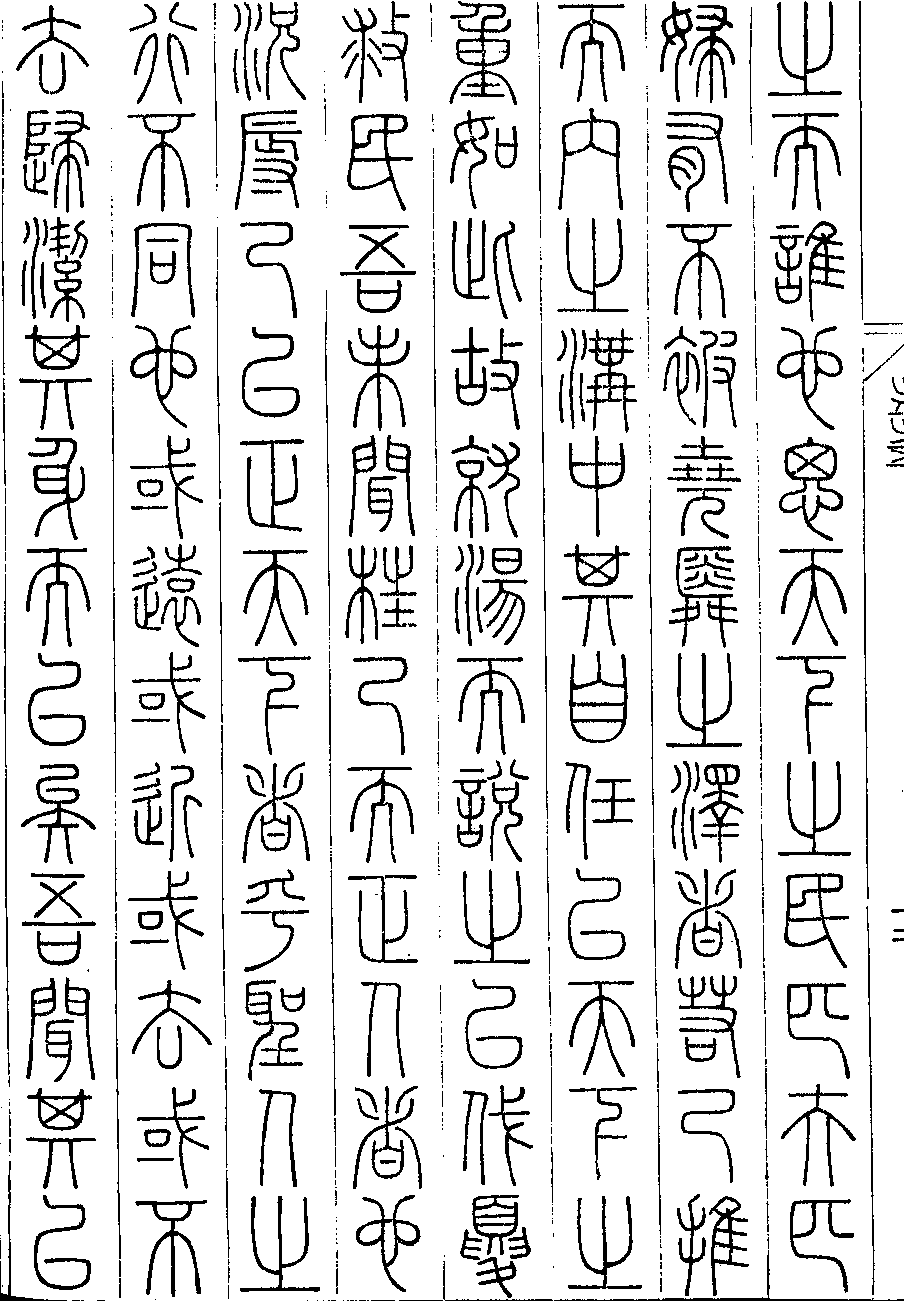 之而誰也思天下之民匹夫匹
婦有不被堯舜之澤者若己推
而內之溝中其自任以天下之
重如此故就湯而說之以伐夏
救民吾未聞枉己而正人者也
況辱己以正天下者乎聖人之
行不同也或遠或近或去或不
去歸潔其身而已矣吾聞其以